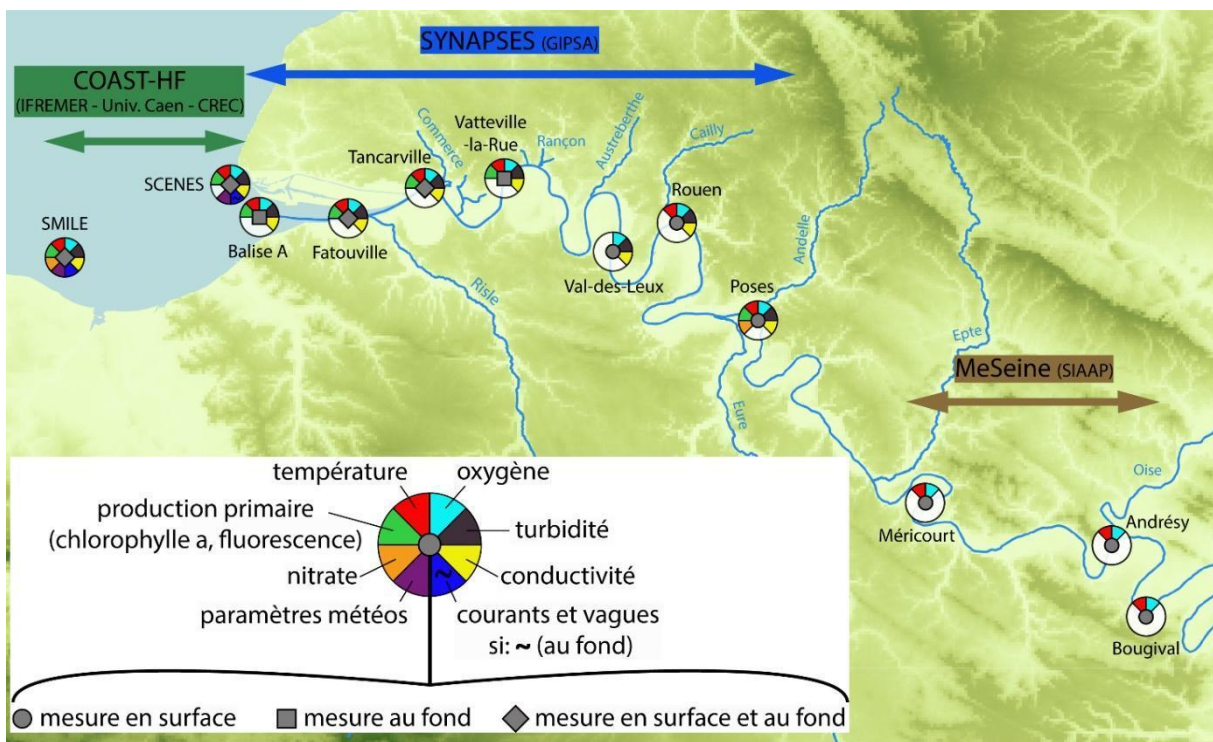 SYNAPSES (GIPSA)
COAST-HF
(IFREMER - Univ. Caen - CREC)
Commerce
Vatteville
-la-Rue
Rançon
Austreberthe
Cailly
Tancarville
SCENES
Rouen
SMILE
Balise A
Fatouville
Val-des-Leux
Andelle
Risle
Poses
Epte
MeSeine (SIAAP)
Eure
Oise
température
oxygène
production primaire
(chlorophylle a, fluorescence)
turbidité
nitrate
conductivité
paramètres météos
courants et vagues
si: ~ (au fond)
~
Méricourt
Andrésy
Bougival
mesure en surface
mesure au fond
mesure en surface et au fond